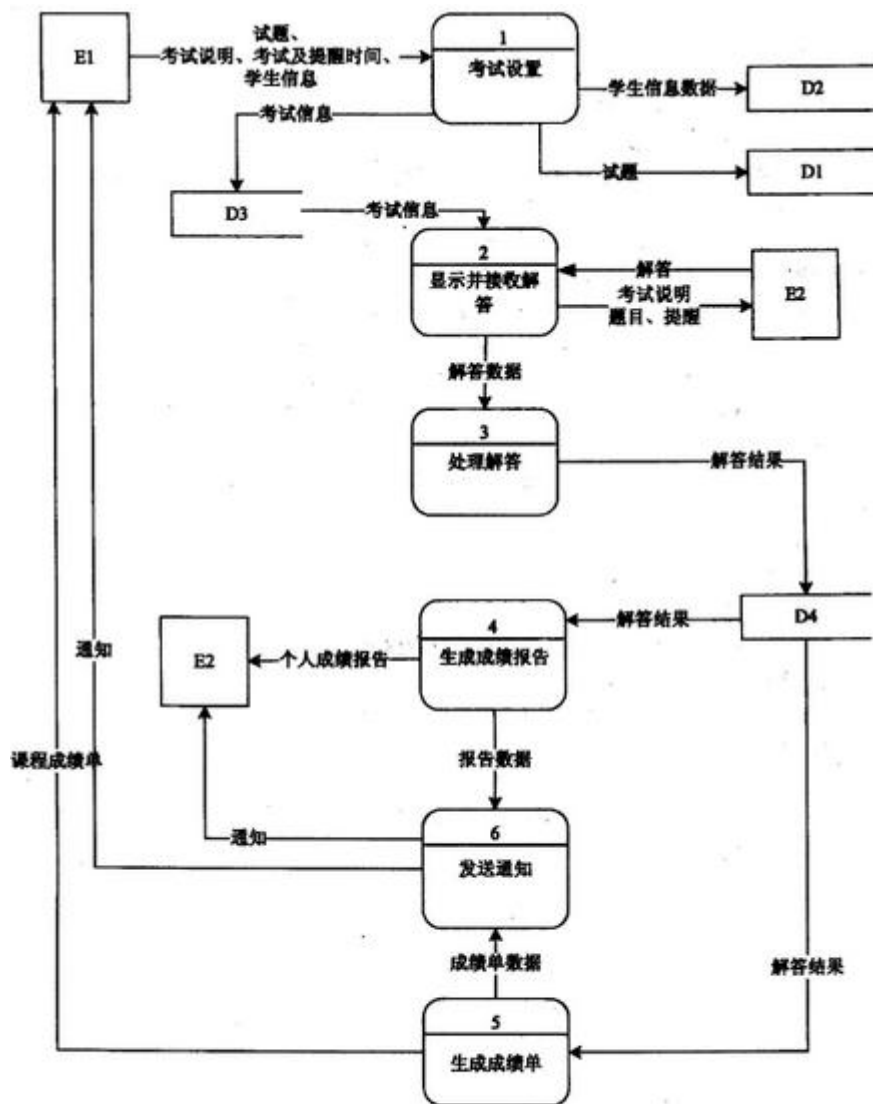 E1
试题、
考试说明、考试及提醒时间、
学生信息
1
考试设置
学生信息数据
D2
考试信息
试题
D1
D3
考试信息
2
显示并接收解
答
解答
考试说明
题目、提醒
E2
解答数据
3
处理解答
解答结果
D4
解答结果
4
生成成绩报告
个人成绩报告
E2
通知
课程成绩单
报告数据
6
发送通知
通知
成绩单数据
解答结果
5
生成成绩单